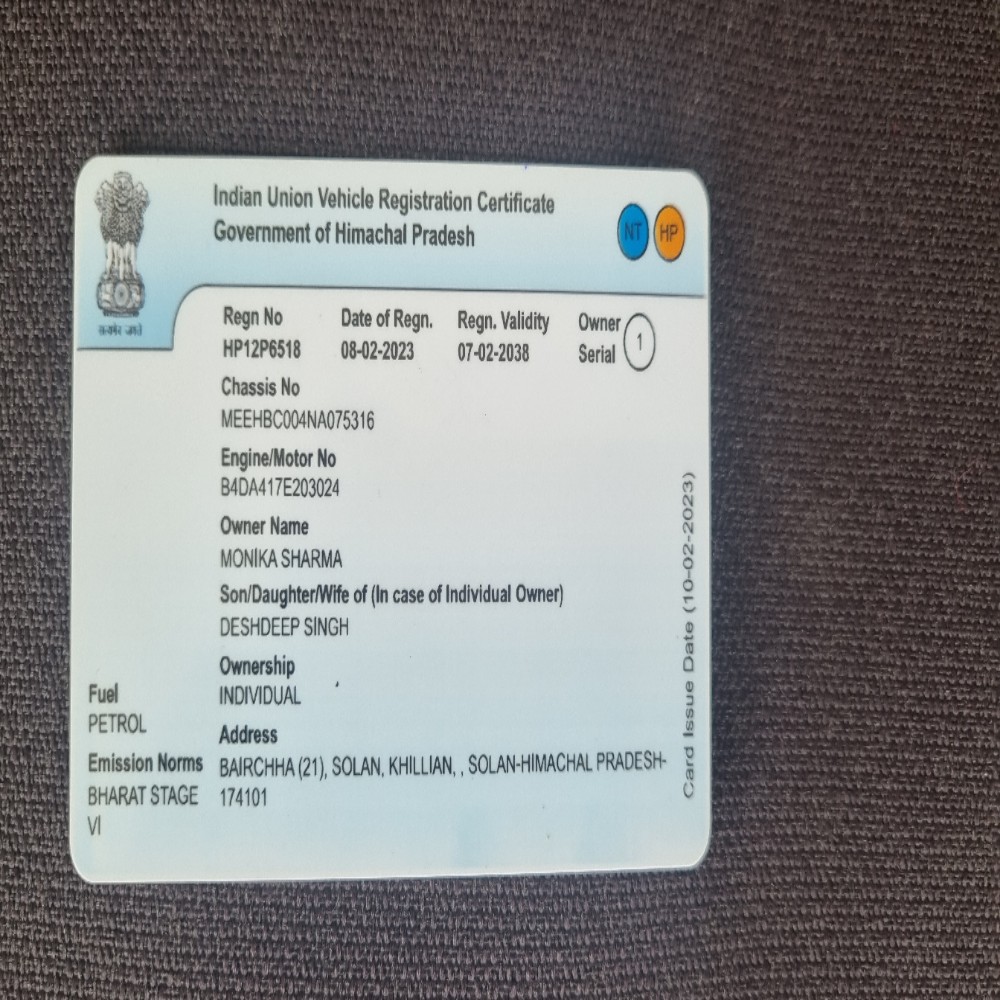 Indian Union Vehicle Registration Certificate
Government of Himachal Pradesh
NT HP
सत्यमेव जयते
Regn No Date of Regn. Regn. Validity Owner Serial 1
HP12P6518 08-02-2023 07-02-2038
Chassis No
MEEHBC004NA075316
Engine/Motor No
B4DA417E203024
Owner Name
MONIKA SHARMA
Son/Daughter/Wife of (In case of Individual Owner)
DESHDEEP SINGH
Ownership
INDIVIDUAL
Fuel
PETROL
Address
BAIRCHHA (21), SOLAN, KHILLIAN, , SOLAN-HIMACHAL PRADESH-
174101
Emission Norms
BHARAT STAGE
VI
Card Issue Date (10-02-2023)